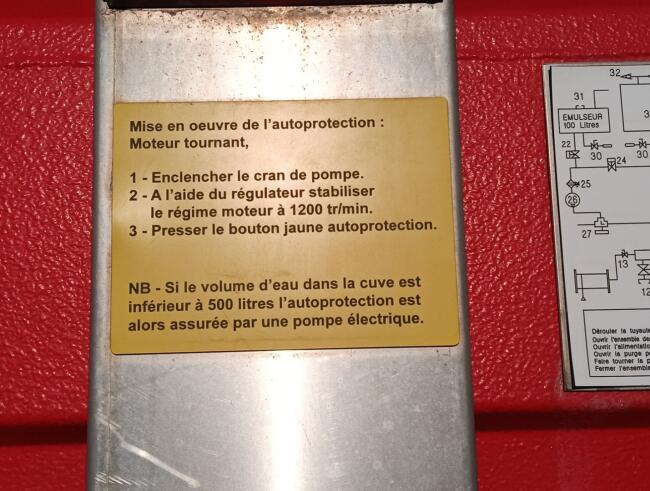 Mise en oeuvre de l'autoprotection :
Moteur tournant,
1 - Enclencher le cran de pompe.
2 - A l'aide du régulateur stabiliser
le régime moteur à 1200 tr/min.
3 - Presser le bouton jaune autoprotection.
NB - Si le volume d'eau dans la cuve est
inférieur à 500 litres l'autoprotection est
alors assurée par une pompe électrique.
32
31
EMULSEUR
100 Litres
22
30
30
24
25
26
27
13
12
Dérouler le tuyau
Ouvrir l'ensemble de
Ouvrir l'alimentation
Ouvrir la purge
Faire tourner la
Fermer l'ensemble